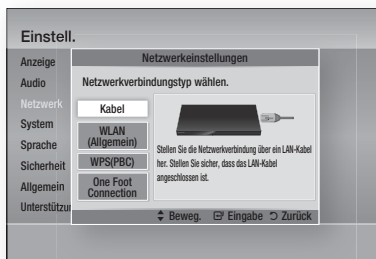 Einstell.
Anzeige
Audio
Netzwerk
System
Sprache
Sicherheit
Allgemein
Netzwerkeinstellungen
Netzwerkverbindungstyp wählen.
Kabel
WLAN
(Allgemein)
WPS(PBC)
One Foot
Connection
Stellen Sie die Netzwerkverbindung über ein LAN-Kabel
her. Stellen Sie sicher, dass das LAN-Kabel
angeschlossen ist.
Beweg. Eingabe Zurück